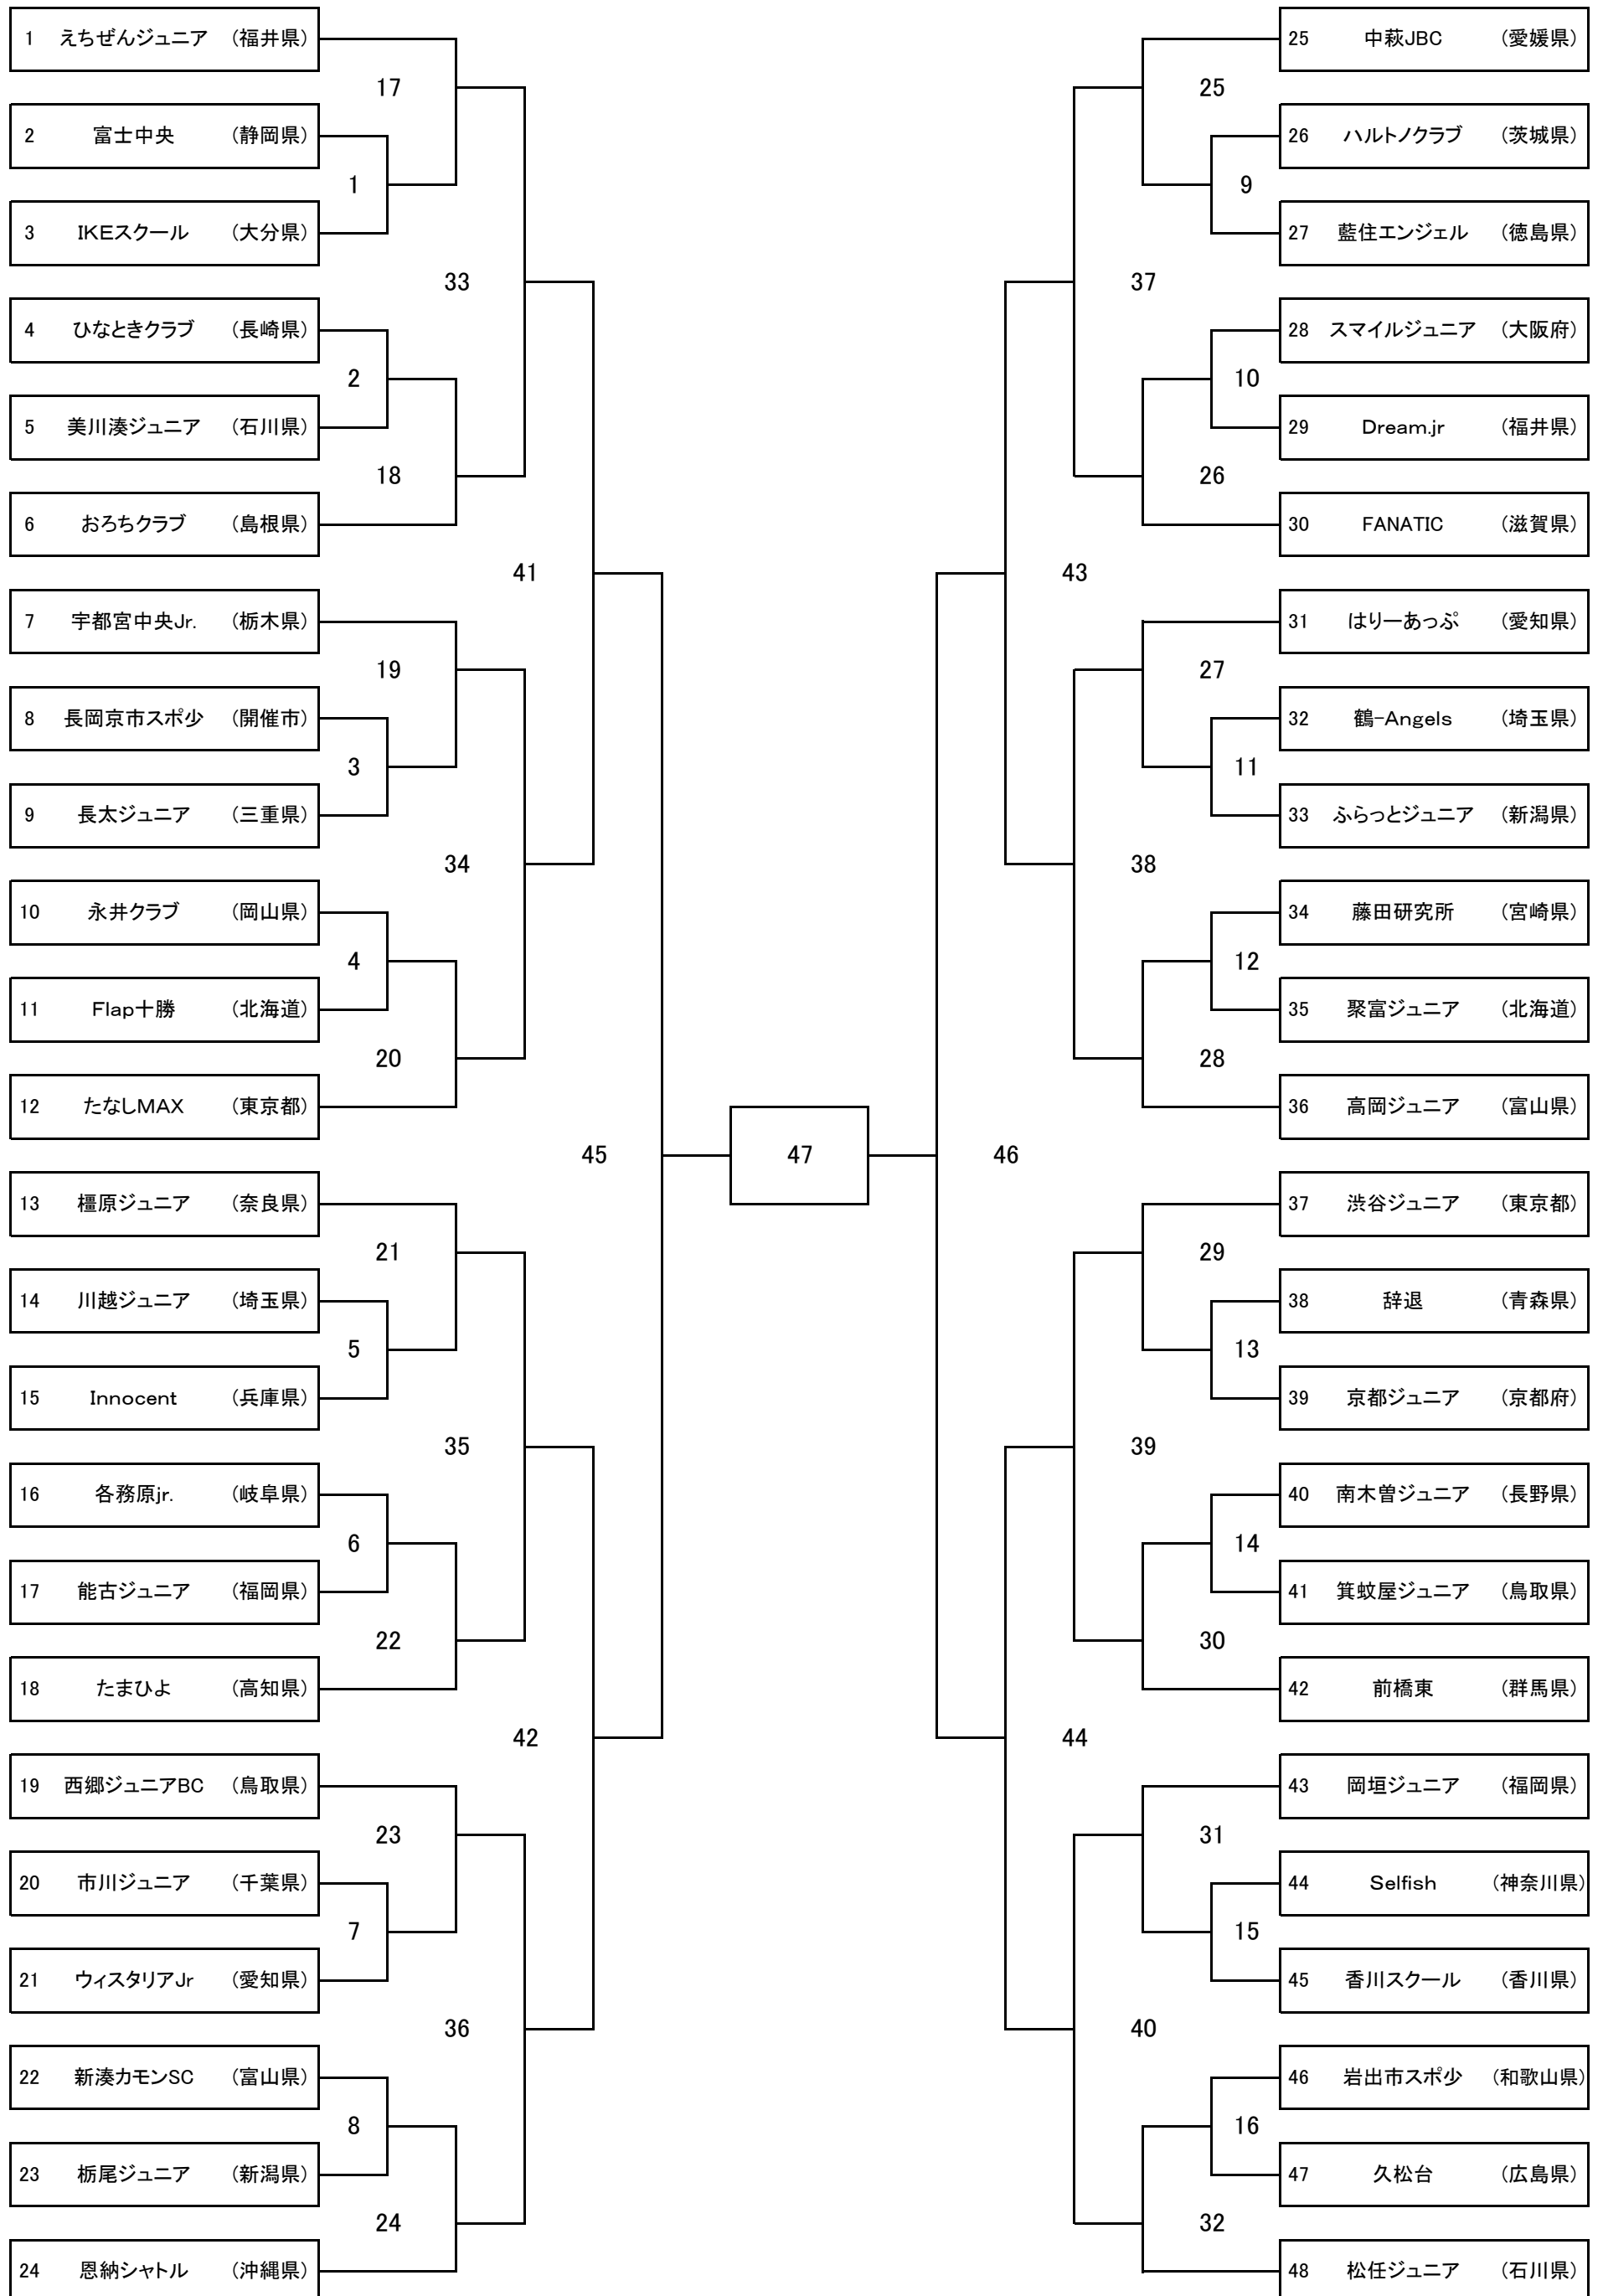 1 えちぜんジュニア (福井県)
17
2 富士中央 (静岡県)
1
3 IKEスクール (大分県)
33
4 ひなときクラブ (長崎県)
2
5 美川湊ジュニア (石川県)
18
6 おろちクラブ (島根県)
41
7 宇都宮中央Jr. (栃木県)
19
8 長岡京市スポ少 (開催市)
3
9 長太ジュニア (三重県)
34
10 永井クラブ (岡山県)
4
11 Flap十勝 (北海道)
20
12 たなしMAX (東京都)
45
13 橿原ジュニア (奈良県)
21
14 川越ジュニア (埼玉県)
5
15 Innocent (兵庫県)
35
16 各務原jr. (岐阜県)
6
17 能古ジュニア (福岡県)
22
18 たまひよ (高知県)
42
19 西郷ジュニアBC (鳥取県)
23
20 市川ジュニア (千葉県)
7
21 ウィスタリアJr (愛知県)
36
22 新湊カモンSC (富山県)
8
23 栃尾ジュニア (新潟県)
24
24 恩納シャトル (沖縄県)
47
25 中萩JBC (愛媛県)
25
26 ハルトノクラブ (茨城県)
9
27 藍住エンジェル (徳島県)
37
28 スマイルジュニア (大阪府)
10
29 Dream.jr (福井県)
26
30 FANATIC (滋賀県)
43
31 はりーあっぷ (愛知県)
27
32 鶴-Angels (埼玉県)
11
33 ふらっとジュニア (新潟県)
38
34 藤田研究所 (宮崎県)
12
35 聚富ジュニア (北海道)
28
36 高岡ジュニア (富山県)
46
37 渋谷ジュニア (東京都)
29
38 辞退 (青森県)
13
39 京都ジュニア (京都府)
39
40 南木曽ジュニア (長野県)
14
41 箕蚊屋ジュニア (鳥取県)
30
42 前橋東 (群馬県)
44
43 岡垣ジュニア (福岡県)
31
44 Selfish (神奈川県)
15
45 香川スクール (香川県)
40
46 岩出市スポ少 (和歌山県)
16
47 久松台 (広島県)
32
48 松任ジュニア (石川県)